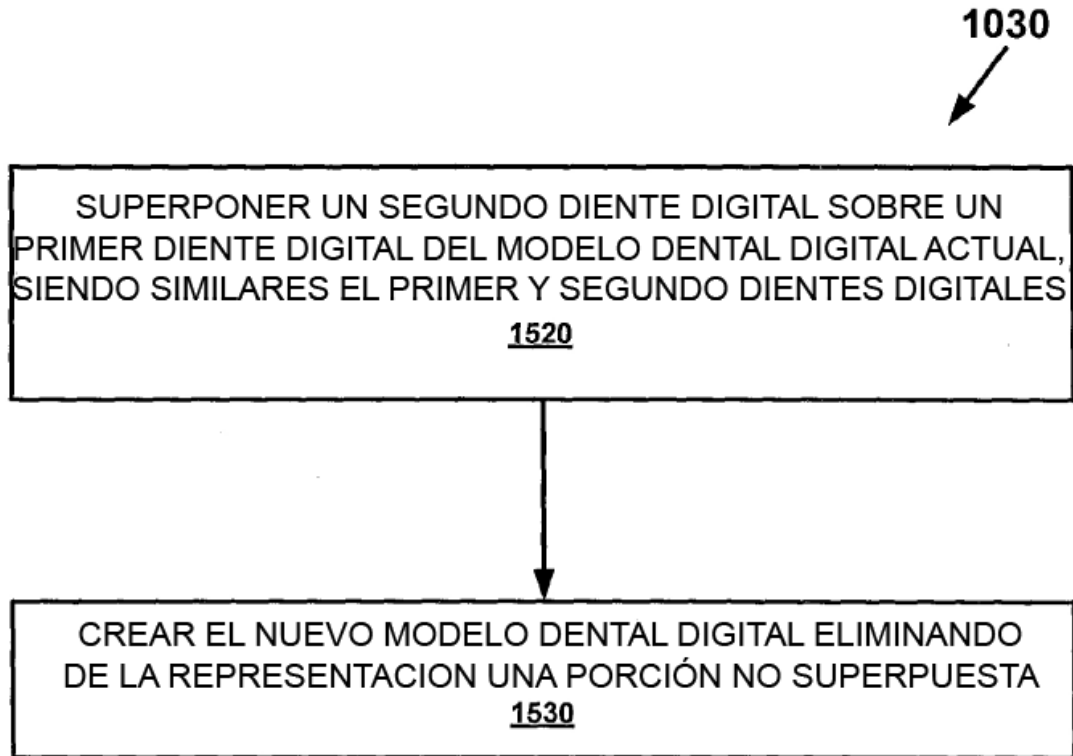 1030
SUPERPONER UN SEGUNDO DIENTE DIGITAL SOBRE UN
PRIMER DIENTE DIGITAL DEL MODELO DENTAL DIGITAL ACTUAL,
SIENDO SIMILARES EL PRIMER Y SEGUNDO DIENTES DIGITALES
1520
CREAR EL NUEVO MODELO DENTAL DIGITAL ELIMINANDO
DE LA REPRESENTACION UNA PORCIÓN NO SUPERPUESTA
1530